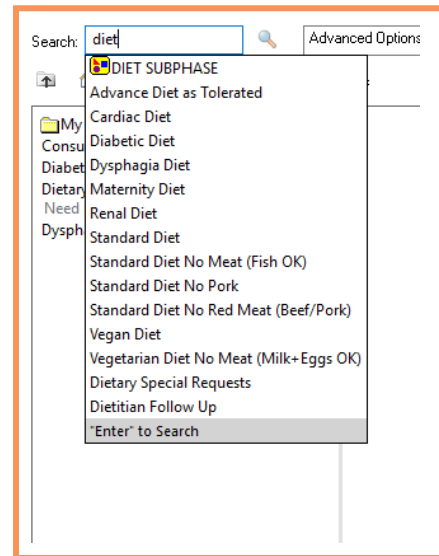 Search: diet Advanced Options
DIET SUBPHASE
Advance Diet as Tolerated
Cardiac Diet
My
Diabetic Diet
Consu
Dysphagia Diet
Diabet
Maternity Diet
Dietary
Renal Diet
Need
Standard Diet
Dysph
Standard Diet No Meat (Fish OK)
Standard Diet No Pork
Standard Diet No Red Meat (Beef/Pork)
Vegan Diet
Vegetarian Diet No Meat (Milk+Eggs OK)
Dietary Special Requests
Dietitian Follow Up
"Enter" to Search